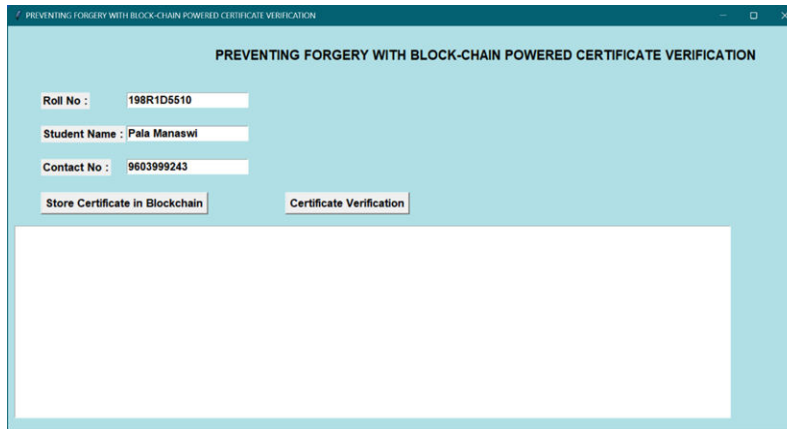 PREVENTING FORGERY WITH BLOCK-CHAIN POWERED CERTIFICATE VERIFICATION
PREVENTING FORGERY WITH BLOCK-CHAIN POWERED CERTIFICATE VERIFICATION
Roll No : 198R1D5510
Student Name : Pala Manaswi
Contact No : 9603999243
Store Certificate in Blockchain Certificate Verification